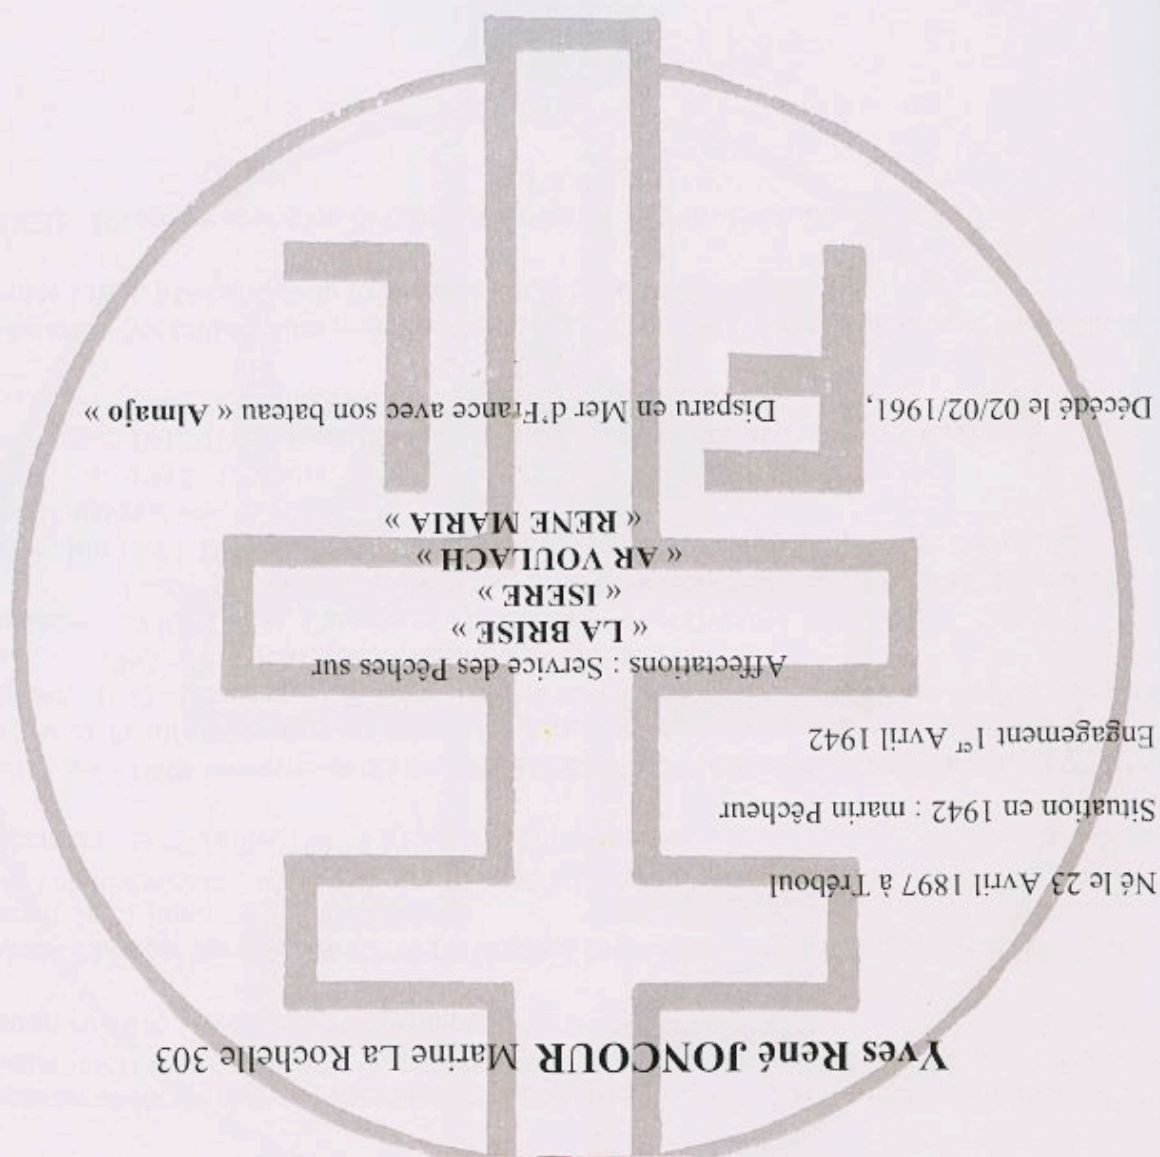 Yves René JONCOUR Marine La Rochelle 303
Né le 23 Avril 1897 à Tréboul
Situation en 1942 : marin Pêcheur
Engagement 1er Avril 1942
Affectations : Service des Pêches sur
« LA BRISE »
« ISERE »
« AR VOULACH »
« RENE MARIA »
Décédé le 02/02/1961, Disparu en Mer d'France avec son bateau « Almajo »
FL